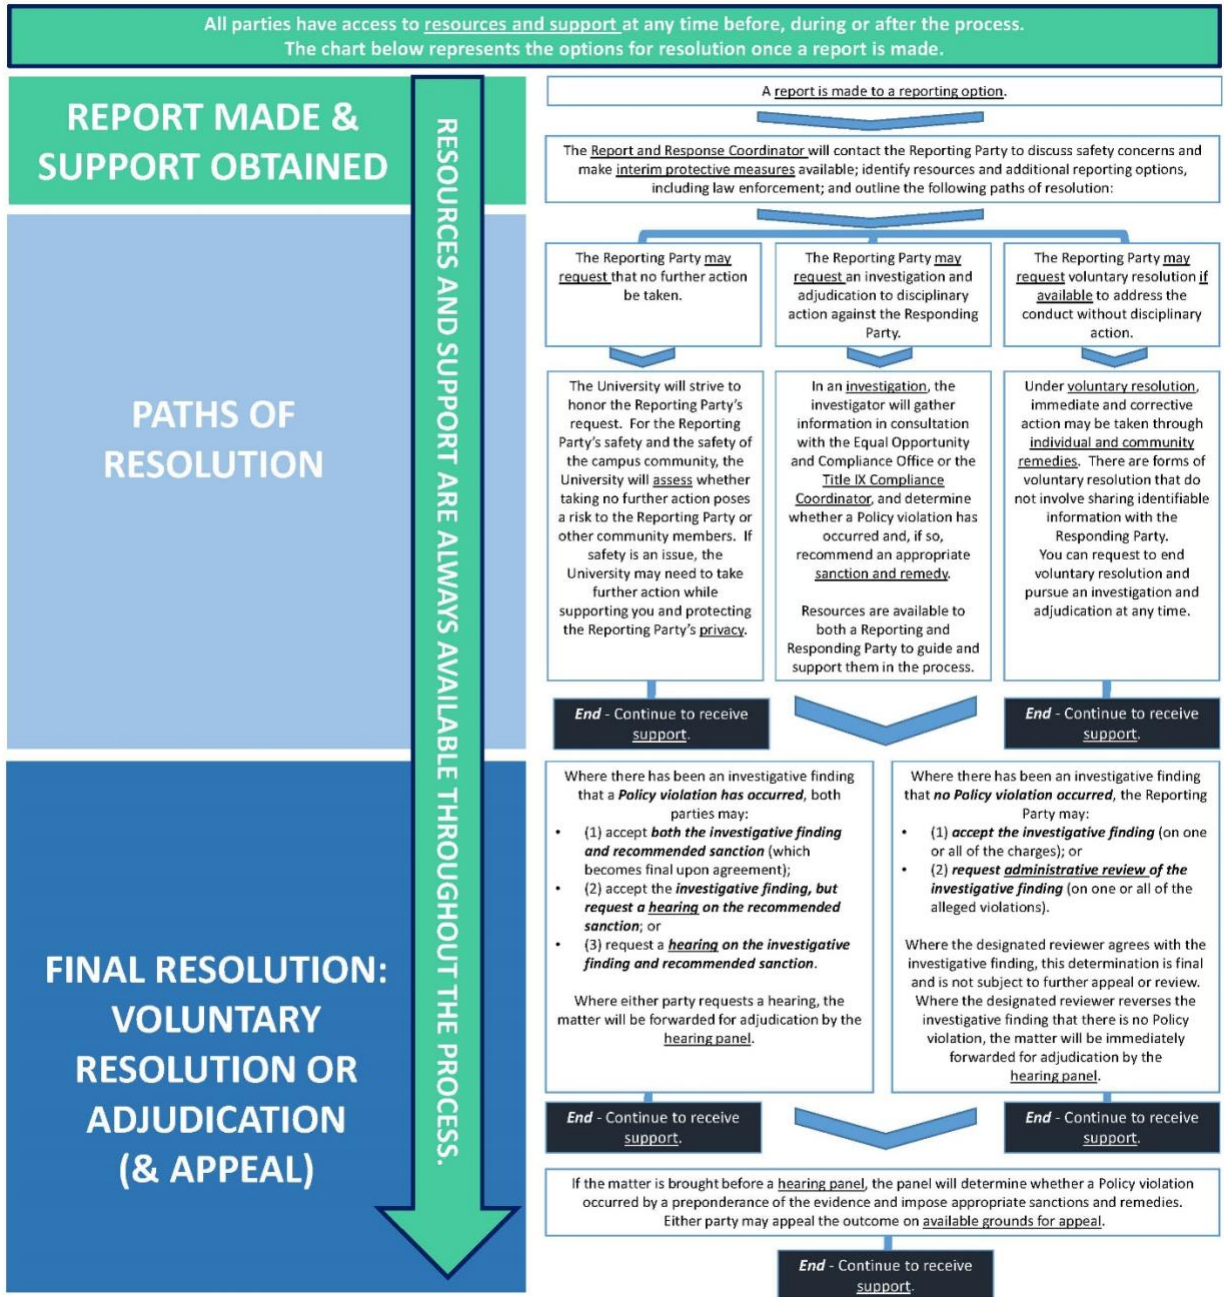 All parties have access to resources and support at any time before, during or after the process.
The chart below represents the options for resolution once a report is made.
REPORT MADE &
SUPPORT OBTAINED
RESOURCES AND SUPPORT ARE ALWAYS AVAILABLE THROUGHOUT THE PROCESS.
A report is made to a reporting option.
The Report and Response Coordinator will contact the Reporting Party to discuss safety concerns and
make interim protective measures available; identify resources and additional reporting options,
including law enforcement; and outline the following paths of resolution:
PATHS OF
RESOLUTION
The Reporting Party may
request that no further action
be taken.
The Reporting Party may
request an investigation and
adjudication to disciplinary
action against the Responding
Party.
The Reporting Party may
request voluntary resolution if
available to address the
conduct without disciplinary
action.
The University will strive to
honor the Reporting Party's
request. For the Reporting
Party's safety and the safety of
the campus community, the
University will assess whether
taking no further action poses
a risk to the Reporting Party or
other community members. If
safety is an issue, the
University may need to take
further action while
supporting you and protecting
the Reporting Party's privacy.
In an investigation, the
investigator will gather
information in consultation
with the Equal Opportunity
and Compliance Office or the
Title IX Compliance
Coordinator, and determine
whether a Policy violation has
occurred and, if so,
recommend an appropriate
sanction and remedy.
Resources are available to
both a Reporting and
Responding Party to guide and
support them in the process.
Under voluntary resolution,
immediate and corrective
action may be taken through
individual and community
remedies. There are forms of
voluntary resolution that do
not involve sharing identifiable
information with the
Responding Party.
You can request to end
voluntary resolution and
pursue an investigation and
adjudication at any time.
End - Continue to receive
support.
End - Continue to receive
support.
FINAL RESOLUTION:
VOLUNTARY
RESOLUTION OR
ADJUDICATION
(& APPEAL)
Where there has been an investigative finding
that a Policy violation has occurred, both
parties may:
• (1) accept both the investigative finding
and recommended sanction (which
becomes final upon agreement);
• (2) accept the investigative finding, but
request a hearing on the recommended
sanction; or
• (3) request a hearing on the investigative
finding and recommended sanction.
Where either party requests a hearing, the
matter will be forwarded for adjudication by the
hearing panel.
Where there has been an investigative finding
that no Policy violation occurred, the Reporting
Party may:
• (1) accept the investigative finding (on one
or all of the charges); or
• (2) request administrative review of the
investigative finding (on one or all of the
alleged violations).
Where the designated reviewer agrees with the
investigative finding, this determination is final
and is not subject to further appeal or review.
Where the designated reviewer reverses the
investigative finding that there is no Policy
violation, the matter will be immediately
forwarded for adjudication by the
hearing panel.
End - Continue to receive
support.
End - Continue to receive
support.
If the matter is brought before a hearing panel, the panel will determine whether a Policy violation
occurred by a preponderance of the evidence and impose appropriate sanctions and remedies.
Either party may appeal the outcome on available grounds for appeal.
End - Continue to receive
support.